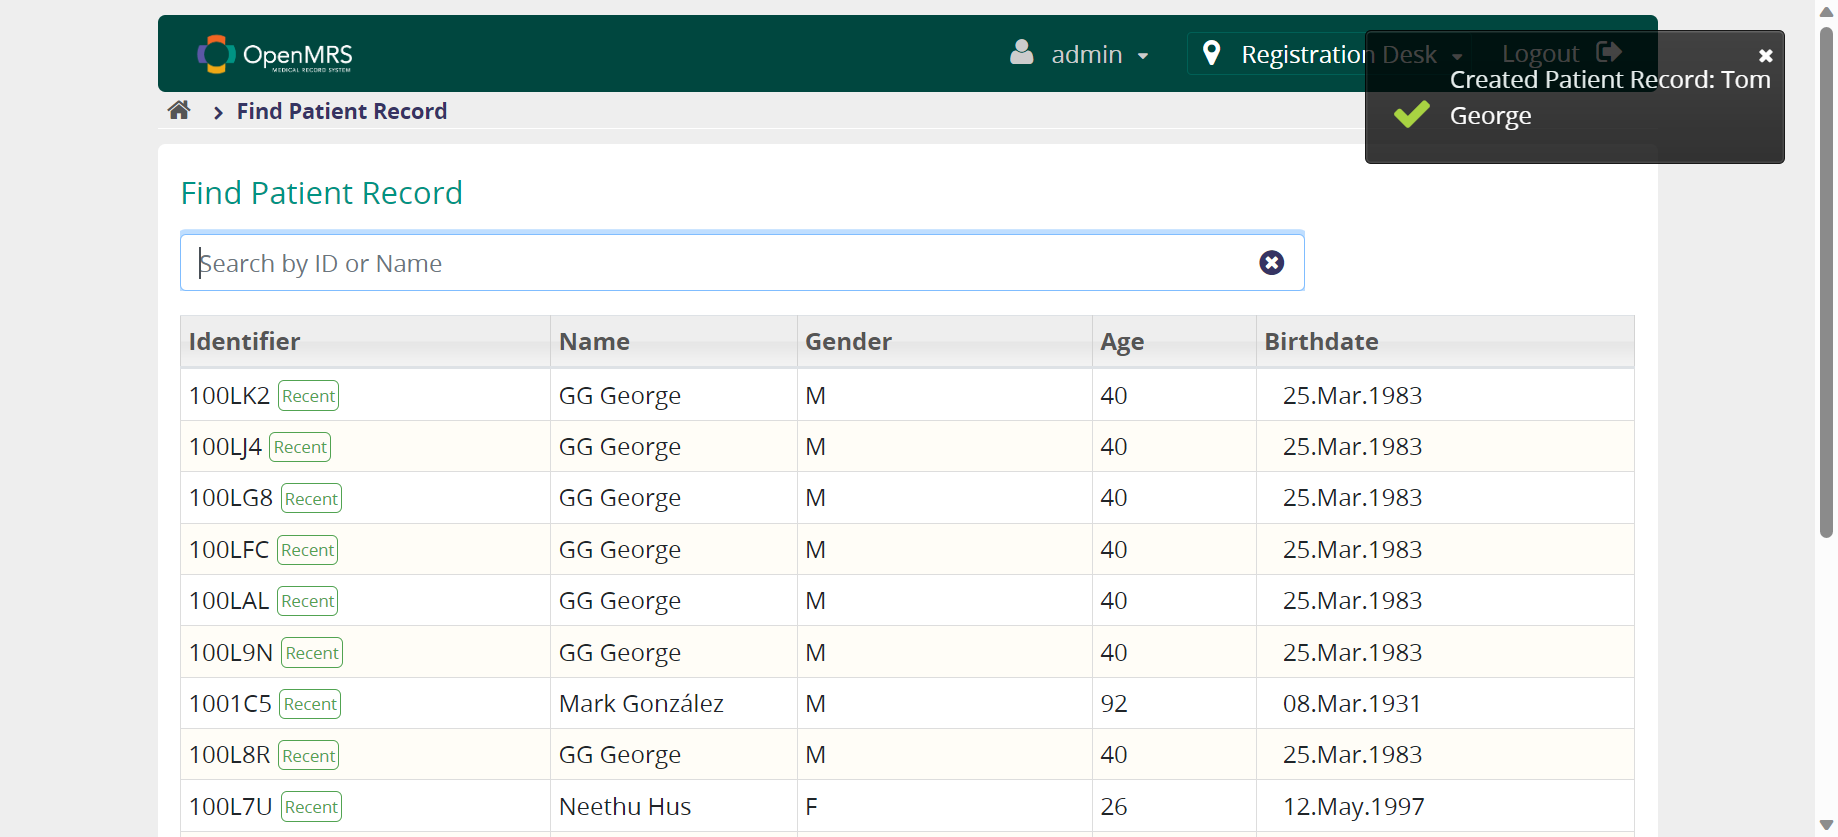 OpenMRS
MEDICAL RECORD SYSTEM
admin
Registration Desk
Logout
Created Patient Record: Tom
George
Find Patient Record
Find Patient Record
Search by ID or Name
Identifier Name Gender Age Birthdate
100LK2 Recent GG George M 40 25.Mar.1983
100LJ4 Recent GG George M 40 25.Mar.1983
100LG8 Recent GG George M 40 25.Mar.1983
100LFC Recent GG George M 40 25.Mar.1983
100LAL Recent GG George M 40 25.Mar.1983
100L9N Recent GG George M 40 25.Mar.1983
1001C5 Recent Mark González M 92 08.Mar.1931
100L8R Recent GG George M 40 25.Mar.1983
100L7U Recent Neethu Hus F 26 12.May.1997